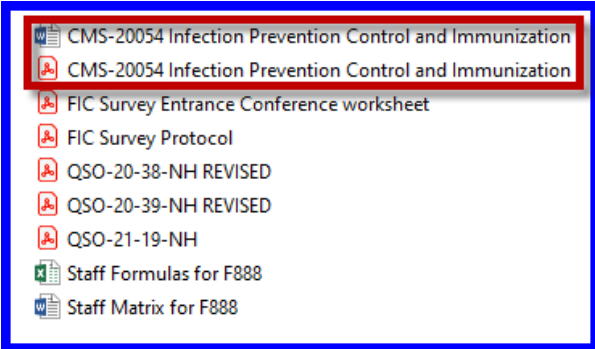 CMS-20054 Infection Prevention Control and Immunization
CMS-20054 Infection Prevention Control and Immunization
FIC Survey Entrance Conference worksheet
FIC Survey Protocol
QSO-20-38-NH REVISED
QSO-20-39-NH REVISED
QSO-21-19-NH
Staff Formulas for F888
Staff Matrix for F888